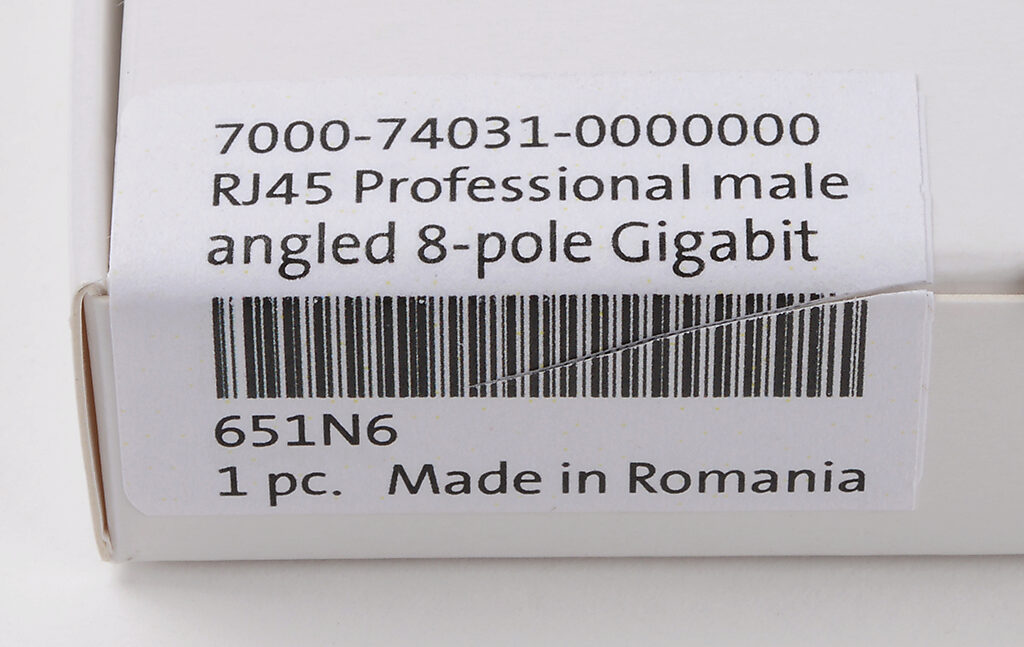 7000-74031-0000000
RJ45 Professional male
angled 8-pole Gigabit
651N6
1 pc. Made in Romania